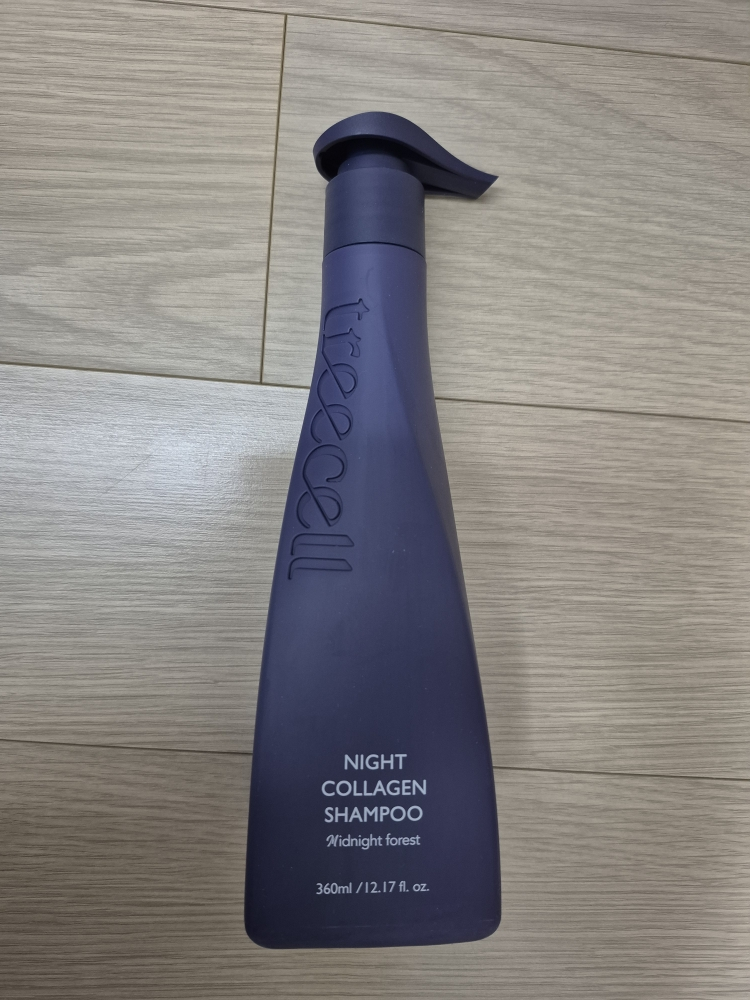 treecell
NIGHT
COLLAGEN
SHAMPOO
Midnight forest
360ml / 12.17 fl. oz.